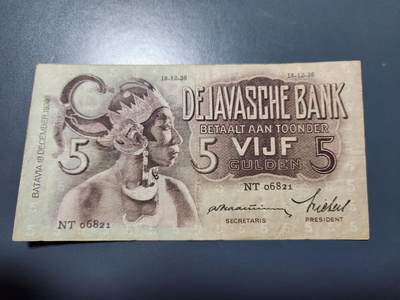 18-12-36
18-12-36
DE JAVASCHE BANK
BETAALT AAN TOONDER
5
5
VIJF
5
GULDEN
NT 06821
NT 06821
SECRETARIS
PRESIDENT